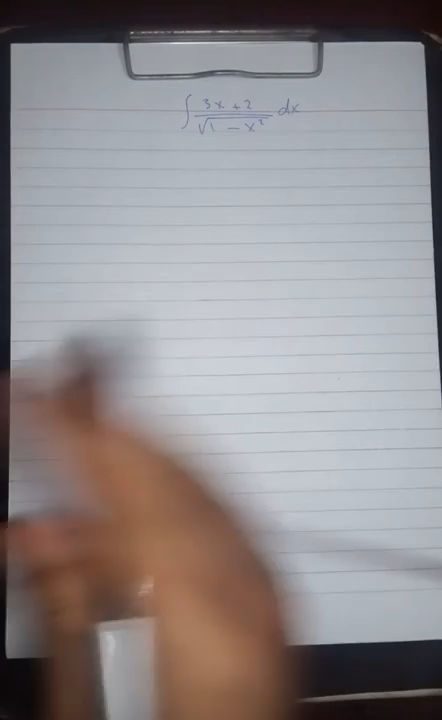 ∫ (3x + 2)/√(1 − x²) dx